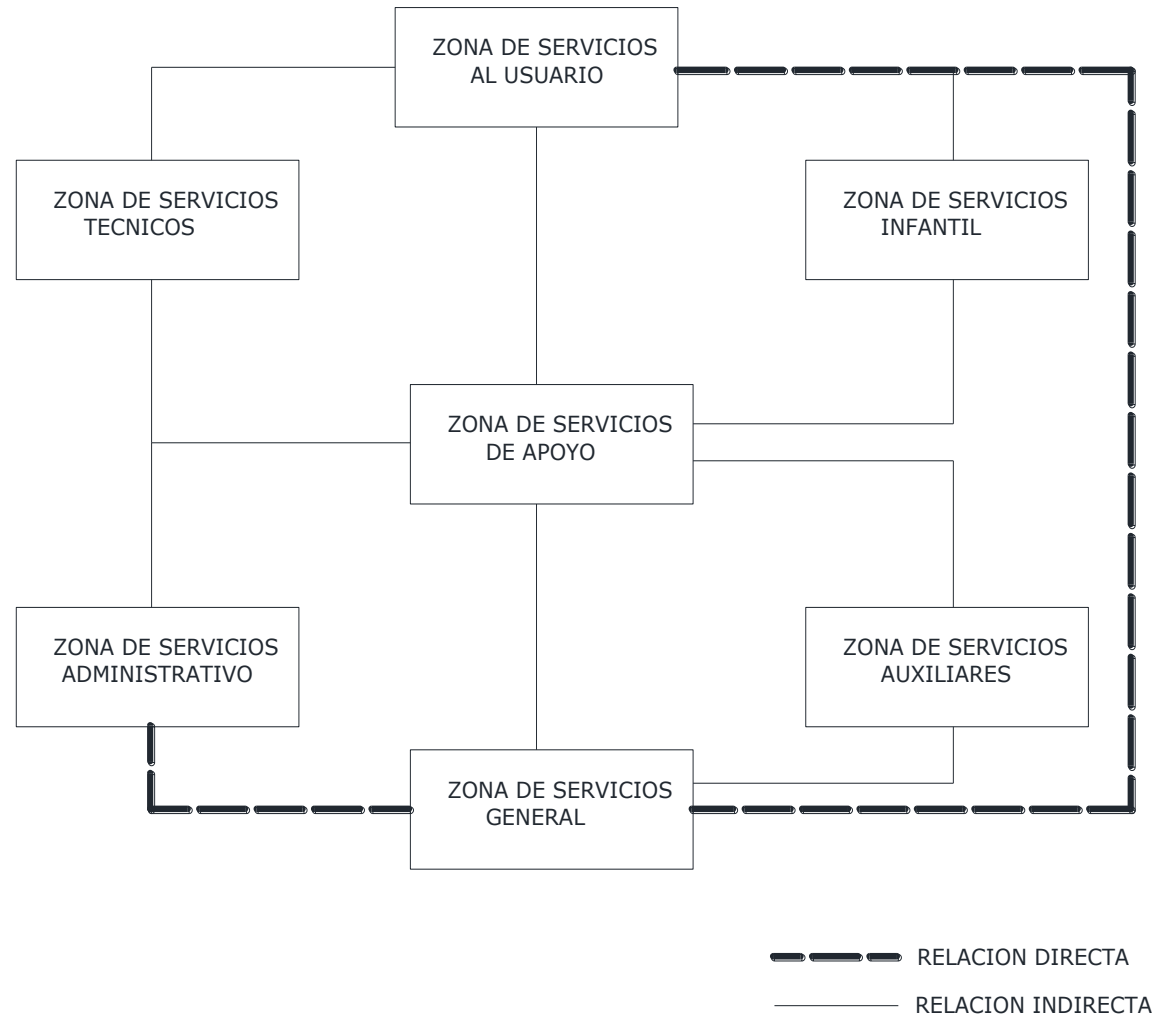 ZONA DE SERVICIOS
AL USUARIO
ZONA DE SERVICIOS
TECNICOS
ZONA DE SERVICIOS
INFANTIL
ZONA DE SERVICIOS
DE APOYO
ZONA DE SERVICIOS
ADMINISTRATIVO
ZONA DE SERVICIOS
AUXILIARES
ZONA DE SERVICIOS
GENERAL
RELACION DIRECTA
RELACION INDIRECTA